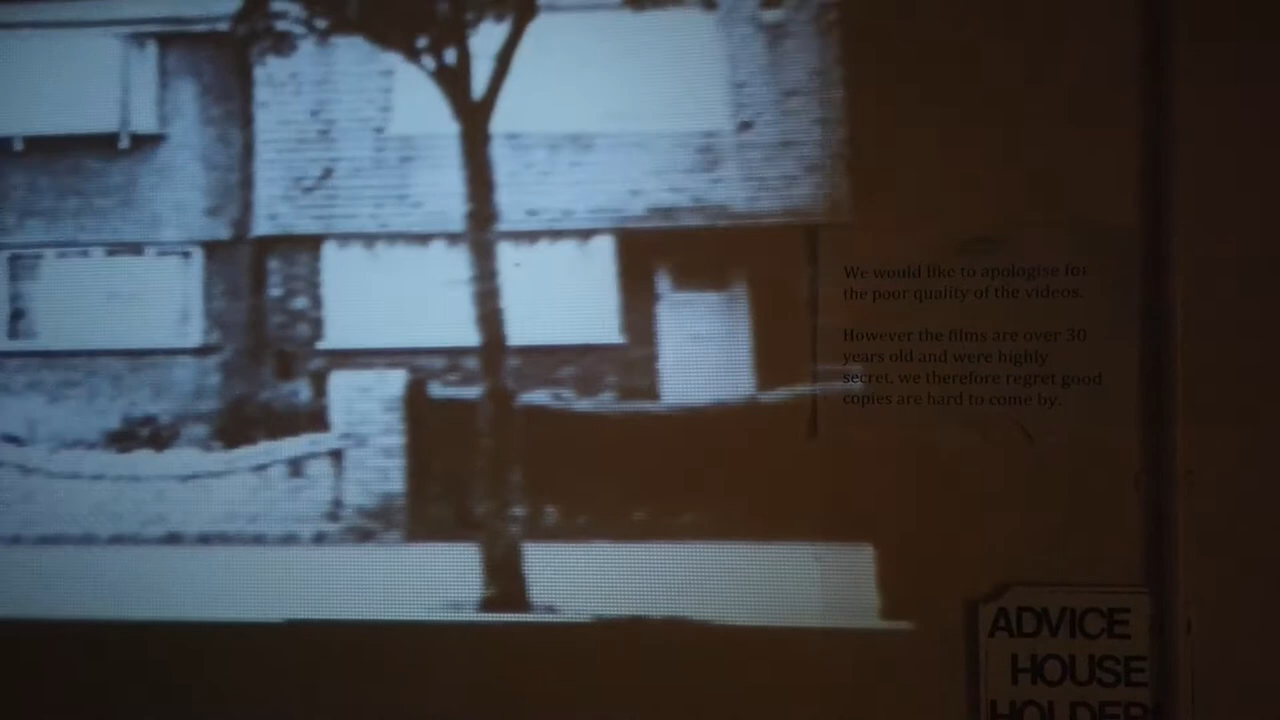 We would like to apologise for
the poor quality of the videos.
However the films are over 30
years old and were highly
secret, we therefore regret good
copies are hard to come by.
ADVICE
HOUSE
HOLDER